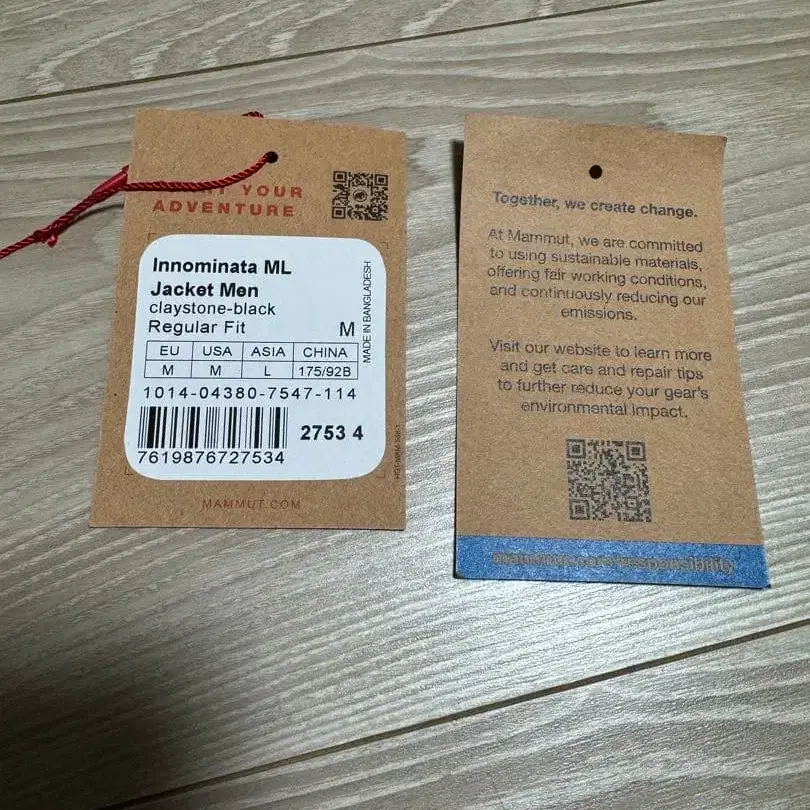 YOUR
ADVENTURE
Innominata ML
Jacket Men
claystone-black
Regular Fit
M
EU USA ASIA CHINA
M M L 175/92B
1014-04380-7547-114
2753 4
7619876727534
MADE IN BANGLADESH
MAMMUT.COM
Together, we create change.
At Mammut, we are committed
to using sustainable materials,
offering fair working conditions,
and continuously reducing our
emissions.
Visit our website to learn more
and get care and repair tips
to further reduce your gear's
environmental impact.
mammut.com/responsibility